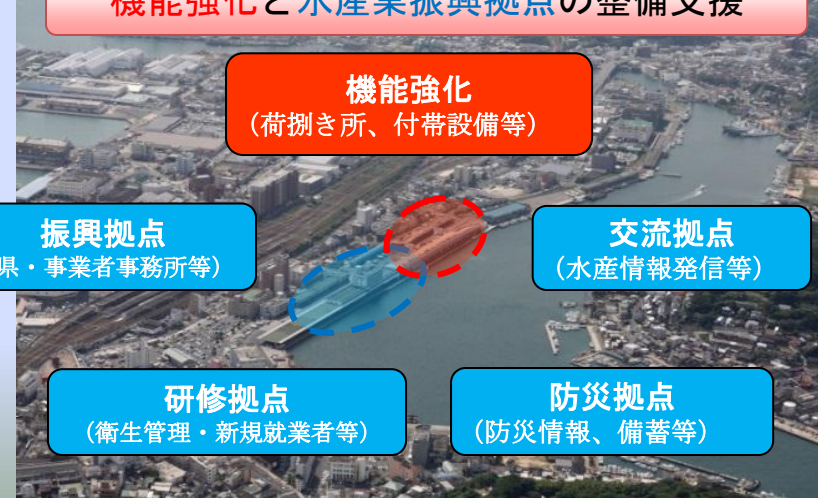 機能強化と水産業振興拠点の整備支援
機能強化
（荷捌き所、付帯設備等）
振興拠点
県・事業者事務所等）
交流拠点
（水産情報発信等）
研修拠点
（衛生管理・新規就業者等）
防災拠点
（防災情報、備蓄等）